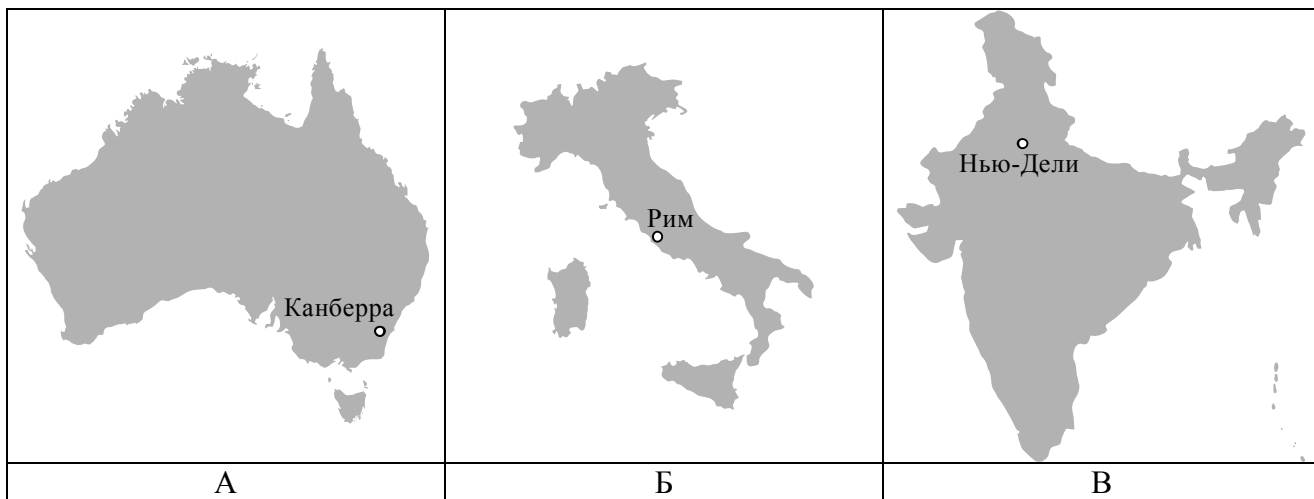 Канберра
Рим
Нью-Дели
А
Б
В